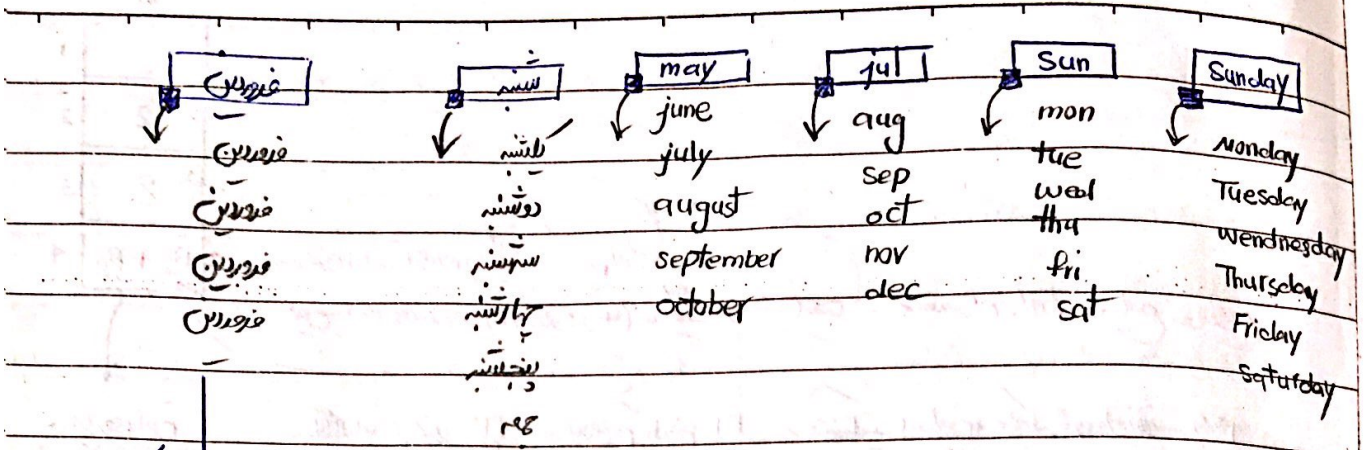 فروردین
فروردین
فروردین
فروردین
فروردین
شنبه
یکشنبه
دوشنبه
سه‌شنبه
چهارشنبه
پنجشنبه
جمعه
may
june
july
august
september
october
jul
aug
sep
oct
nov
dec
Sun
mon
tue
wed
thu
fri
sat
Sunday
Monday
Tuesday
Wendnesday
Thursday
Friday
Saturday